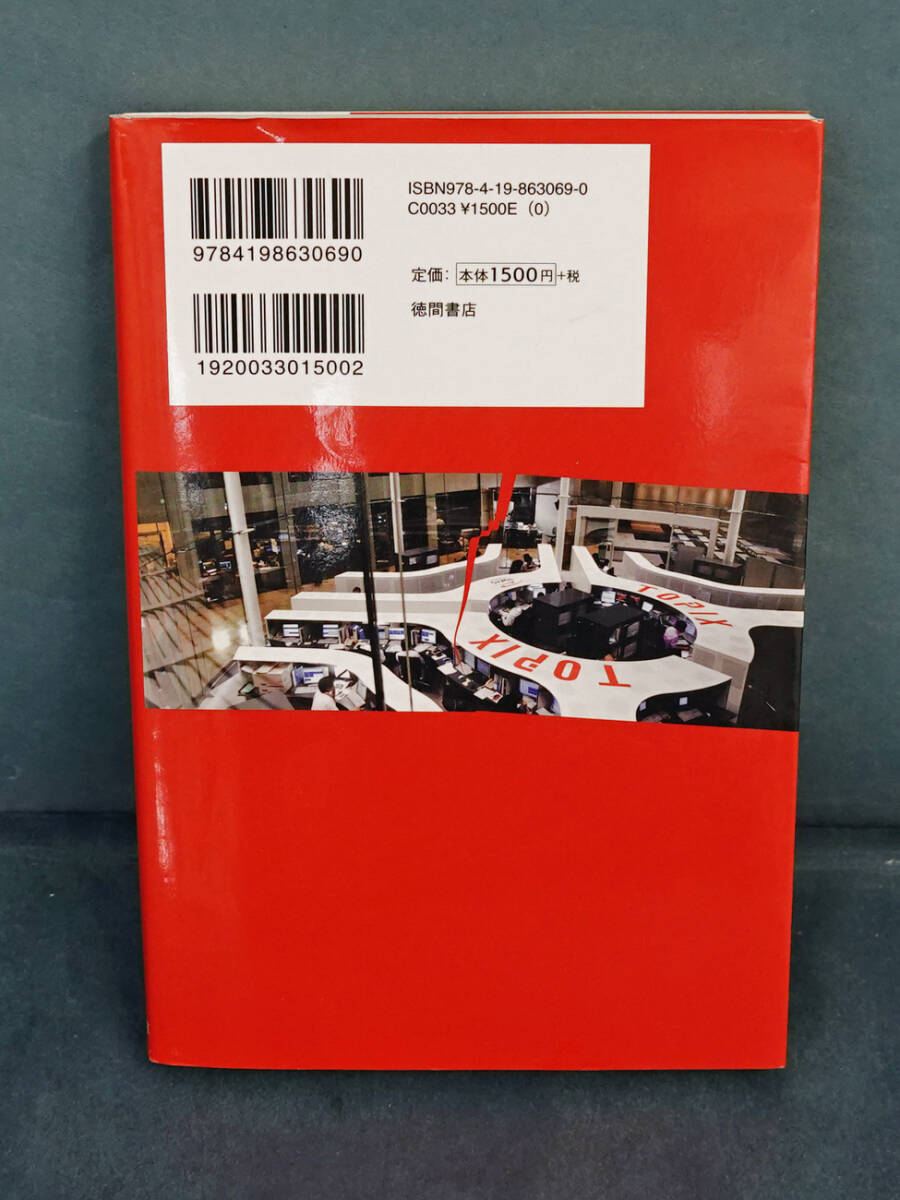 ISBN978-4-19-863069-0
C0033 ¥1500E (0)
9784198630690
定価: 本体1500円+税
徳間書店
1920033015002
TOPIX
TOPIX